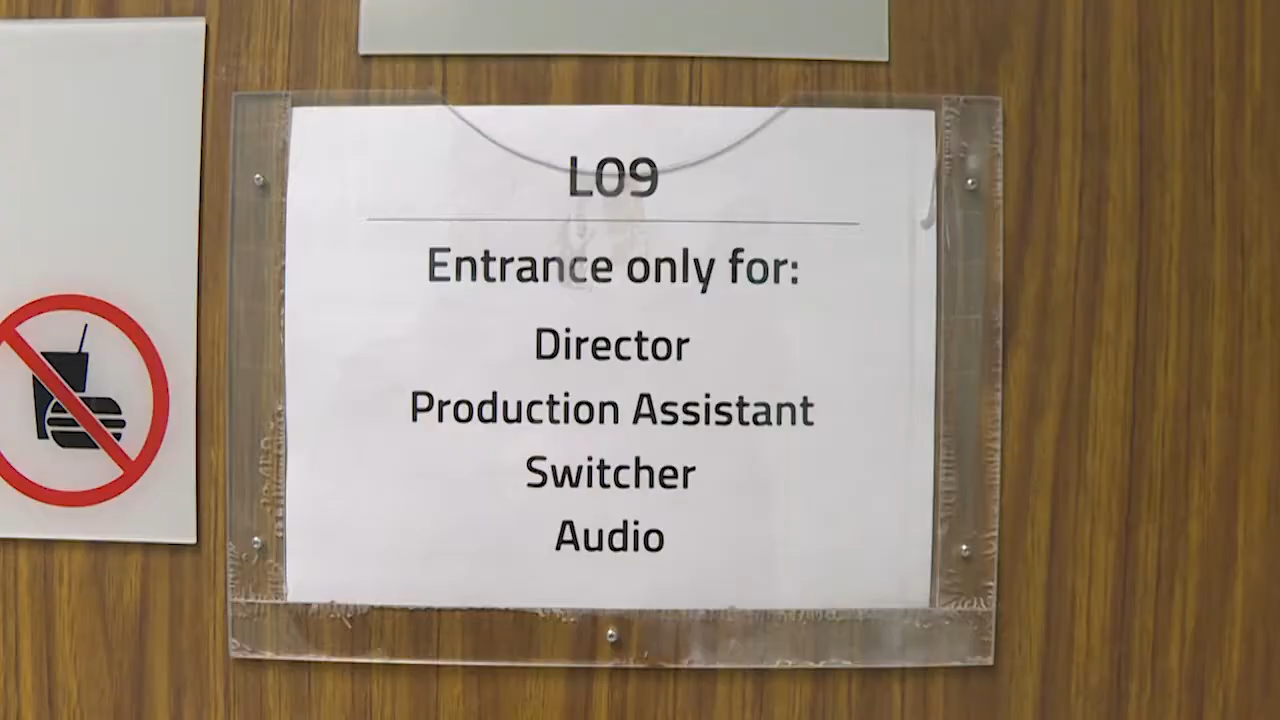 L09
Entrance only for:
Director
Production Assistant
Switcher
Audio